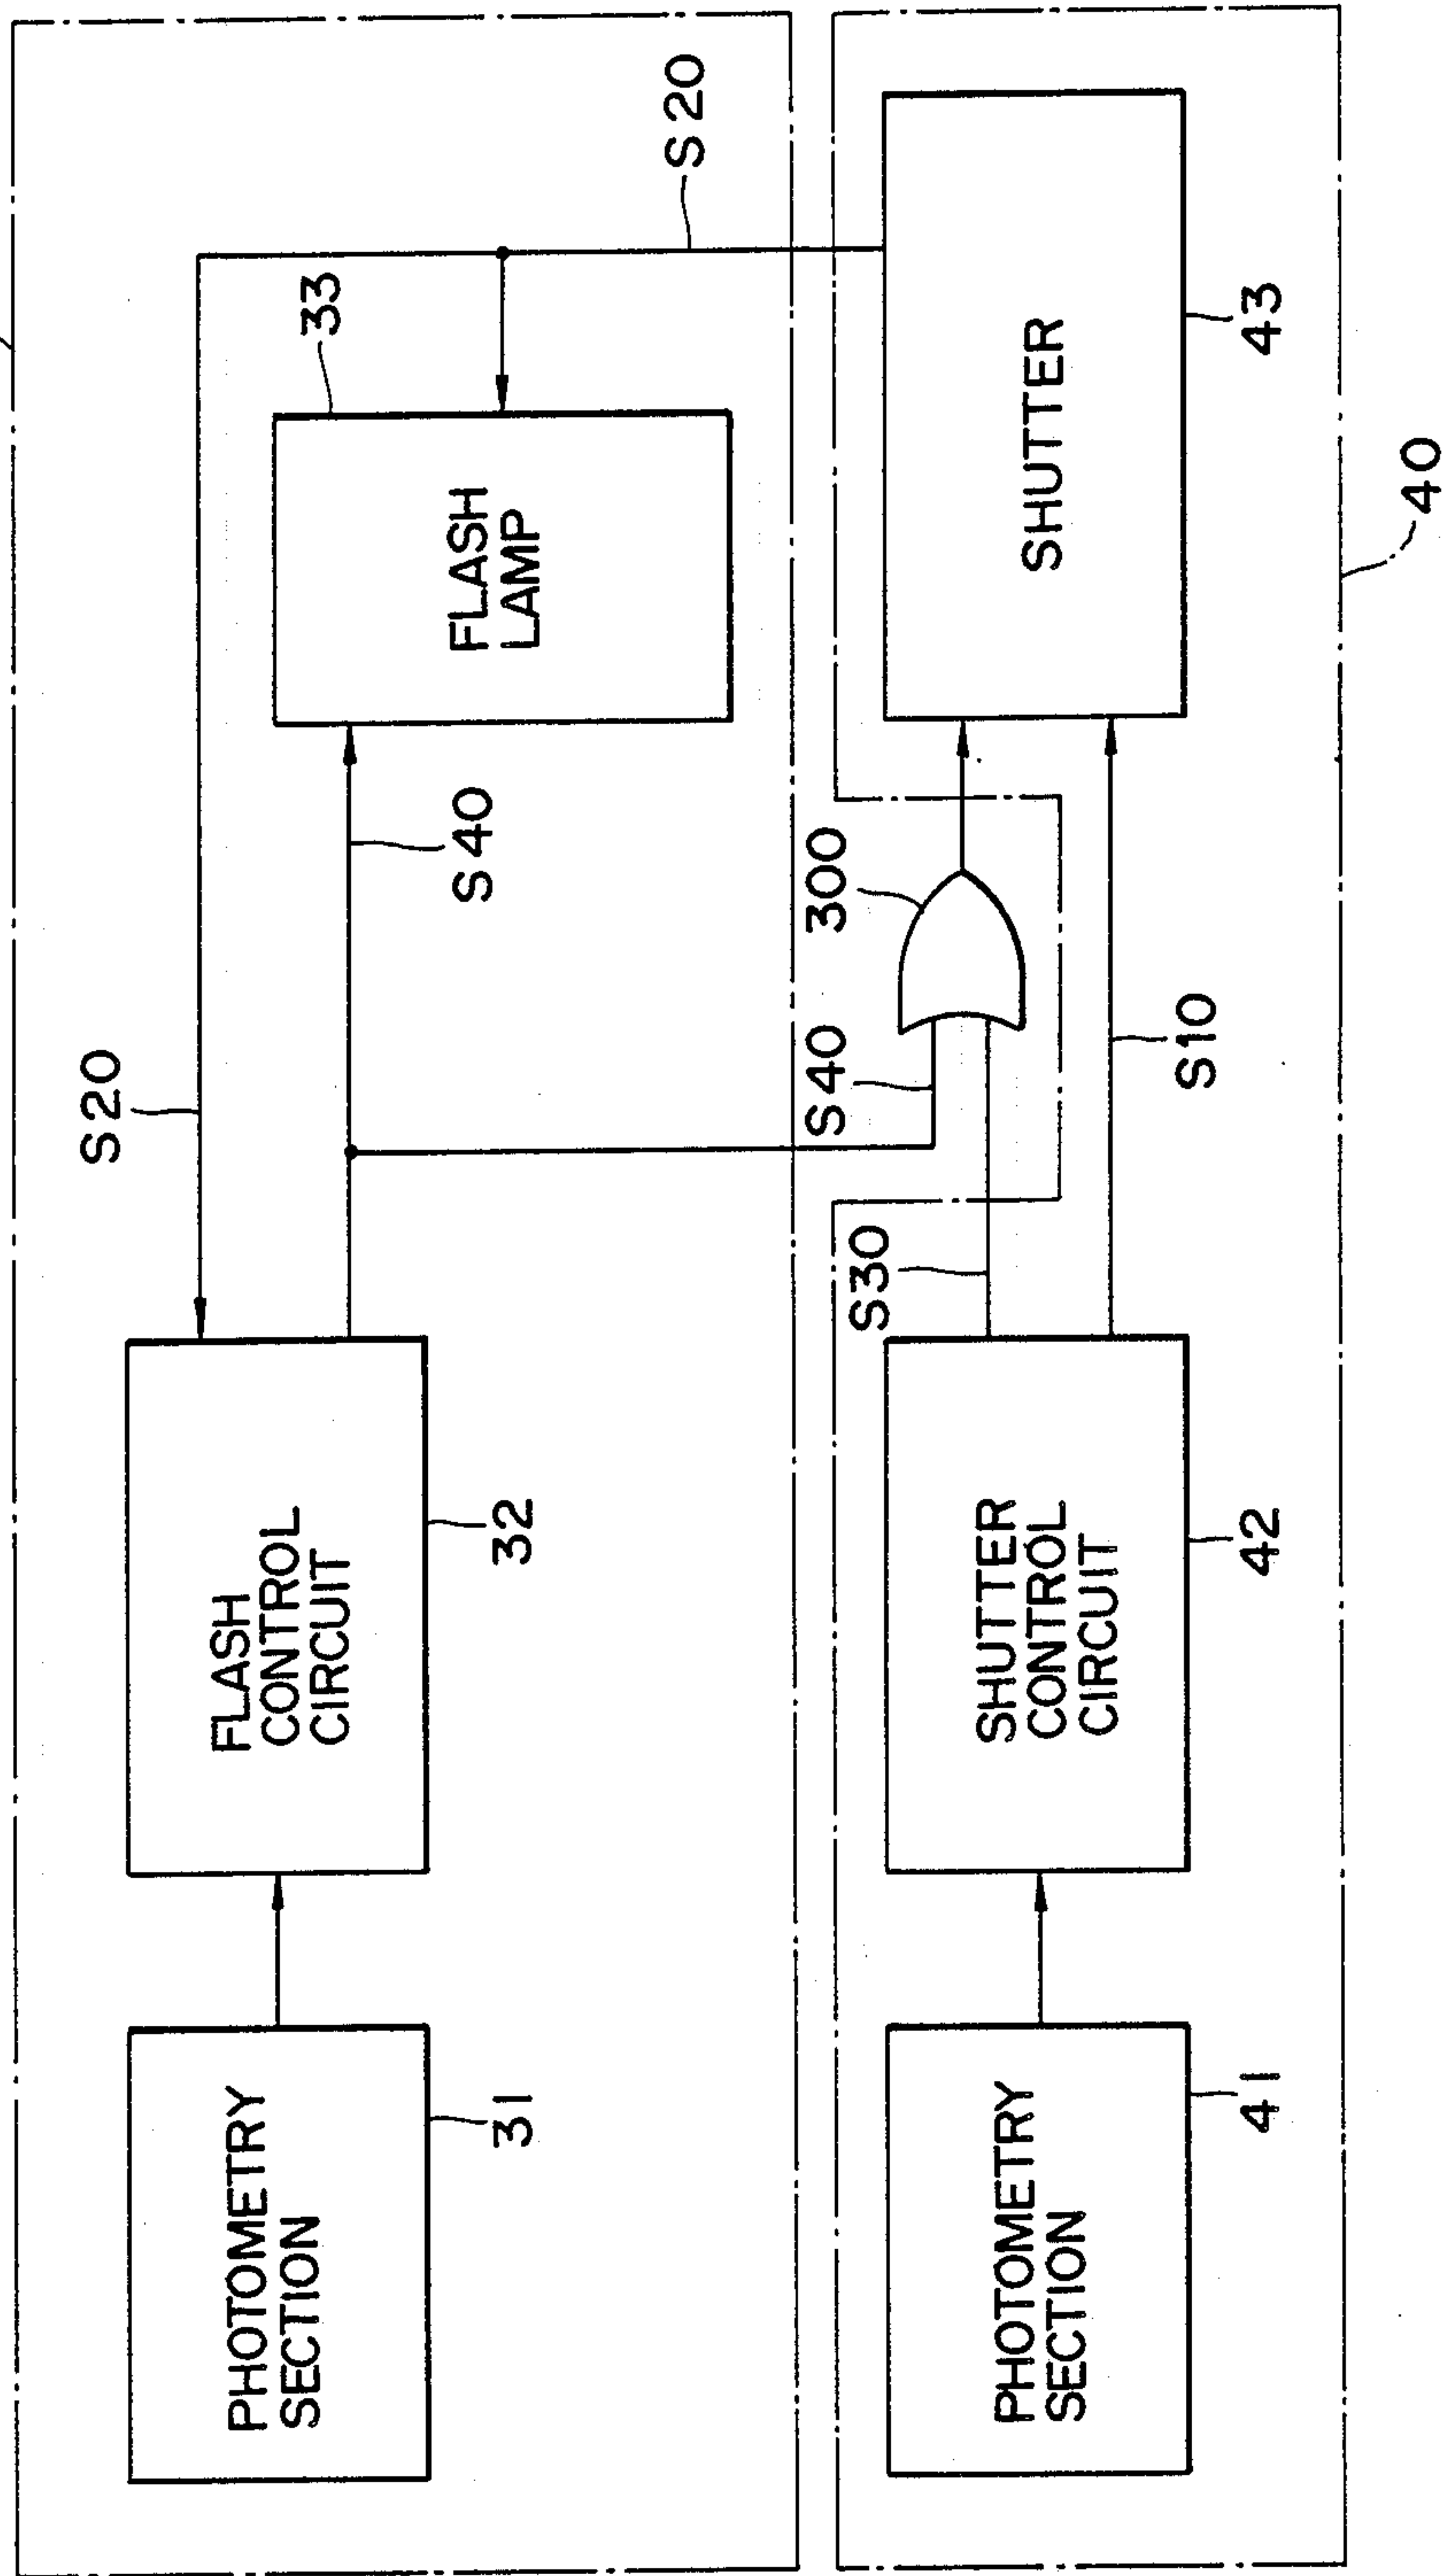 S20
S20
33
FLASH
LAMP
S40
FLASH
CONTROL
CIRCUIT
32
PHOTOMETRY
SECTION
31
300
S40
S30
S10
SHUTTER
43
SHUTTER
CONTROL
CIRCUIT
42
PHOTOMETRY
SECTION
41
40